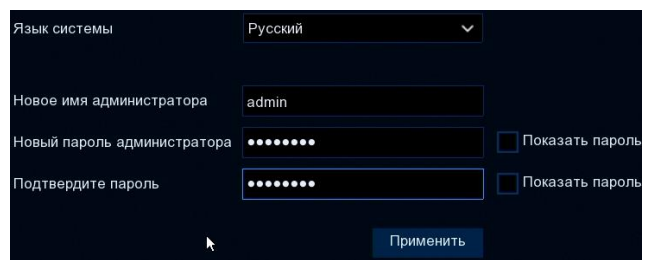 Язык системы Русский
Новое имя администратора admin
Новый пароль администратора •••••••• Показать пароль
Подтвердите пароль •••••••• Показать пароль
Применить